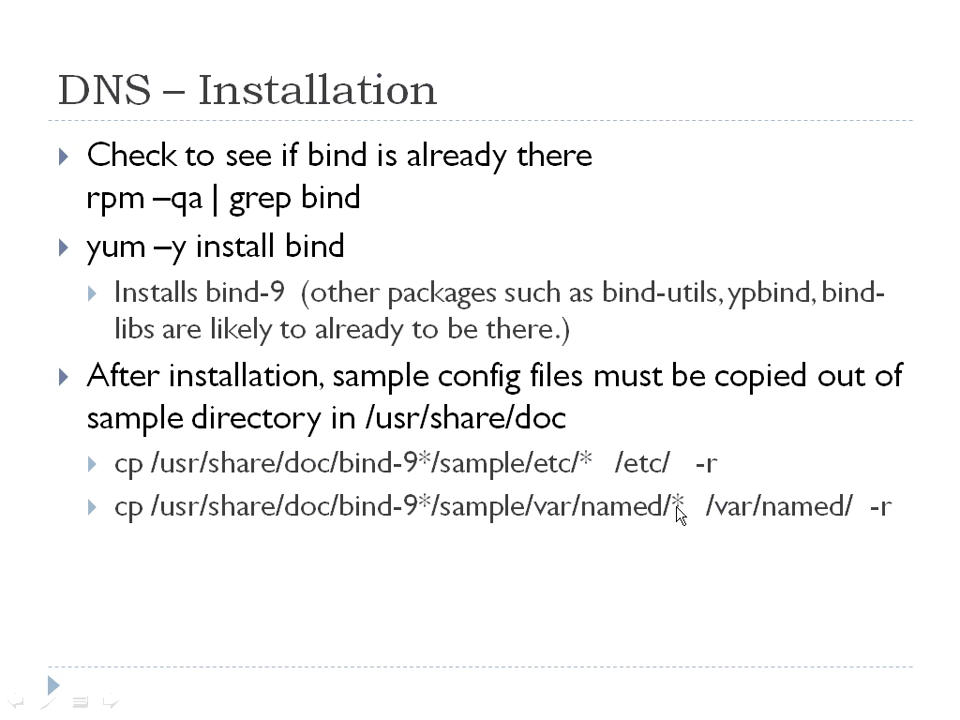 DNS – Installation
Check to see if bind is already there
rpm –qa | grep bind
yum –y install bind
Installs bind-9 (other packages such as bind-utils, ypbind, bind-
libs are likely to already to be there.)
After installation, sample config files must be copied out of
sample directory in /usr/share/doc
cp /usr/share/doc/bind-9*/sample/etc/* /etc/ -r
cp /usr/share/doc/bind-9*/sample/var/named/* /var/named/ -r